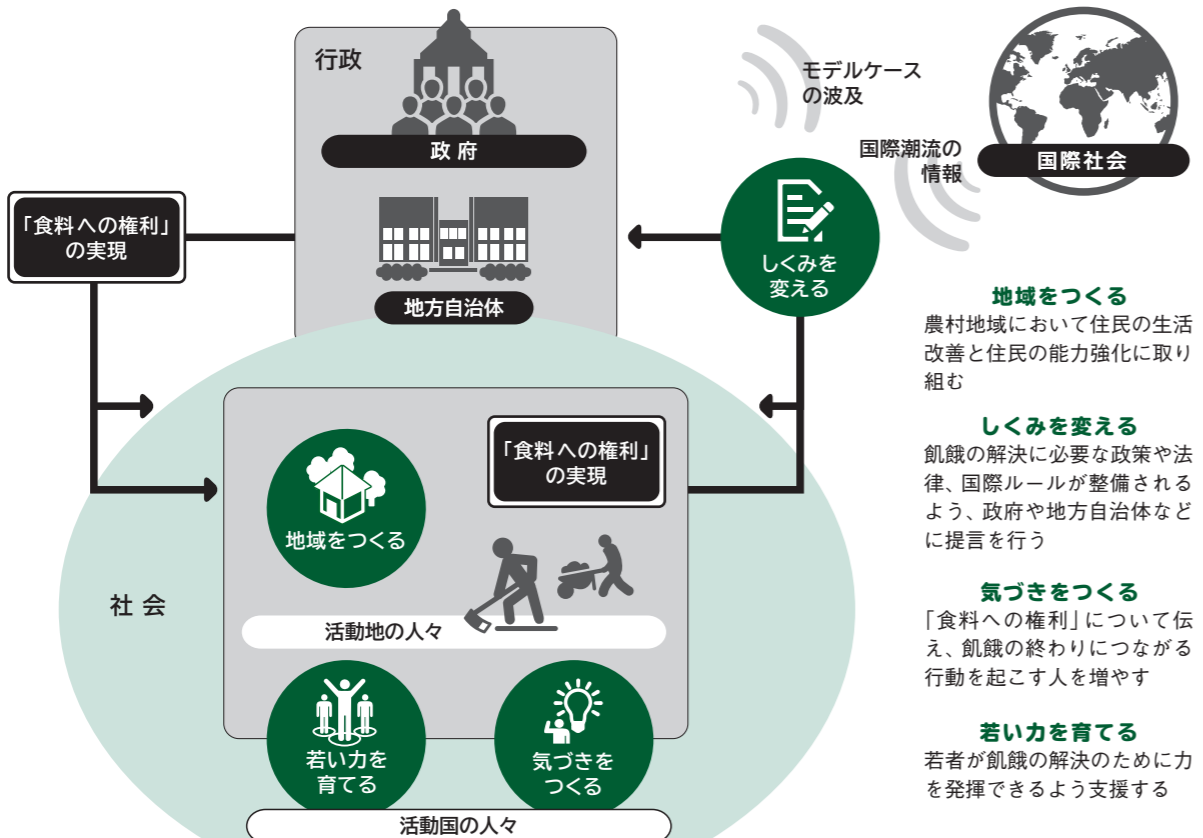 行政
政府
地方自治体
「食料への権利」
の実現
モデルケース
の波及
国際潮流の
情報
国際社会
しくみを
変える
社会
地域をつくる
「食料への権利」
の実現
活動地の人々
若い力を
育てる
気づきを
つくる
活動国の人々
地域をつくる
農村地域において住民の生活
改善と住民の能力強化に取り
組む
しくみを変える
飢餓の解決に必要な政策や法
律、国際ルールが整備される
よう、政府や地方自治体など
に提言を行う
気づきをつくる
「食料への権利」について伝
え、飢餓の終わりにつながる
行動を起こす人を増やす
若い力を育てる
若者が飢餓の解決のために力
を発揮できるよう支援する